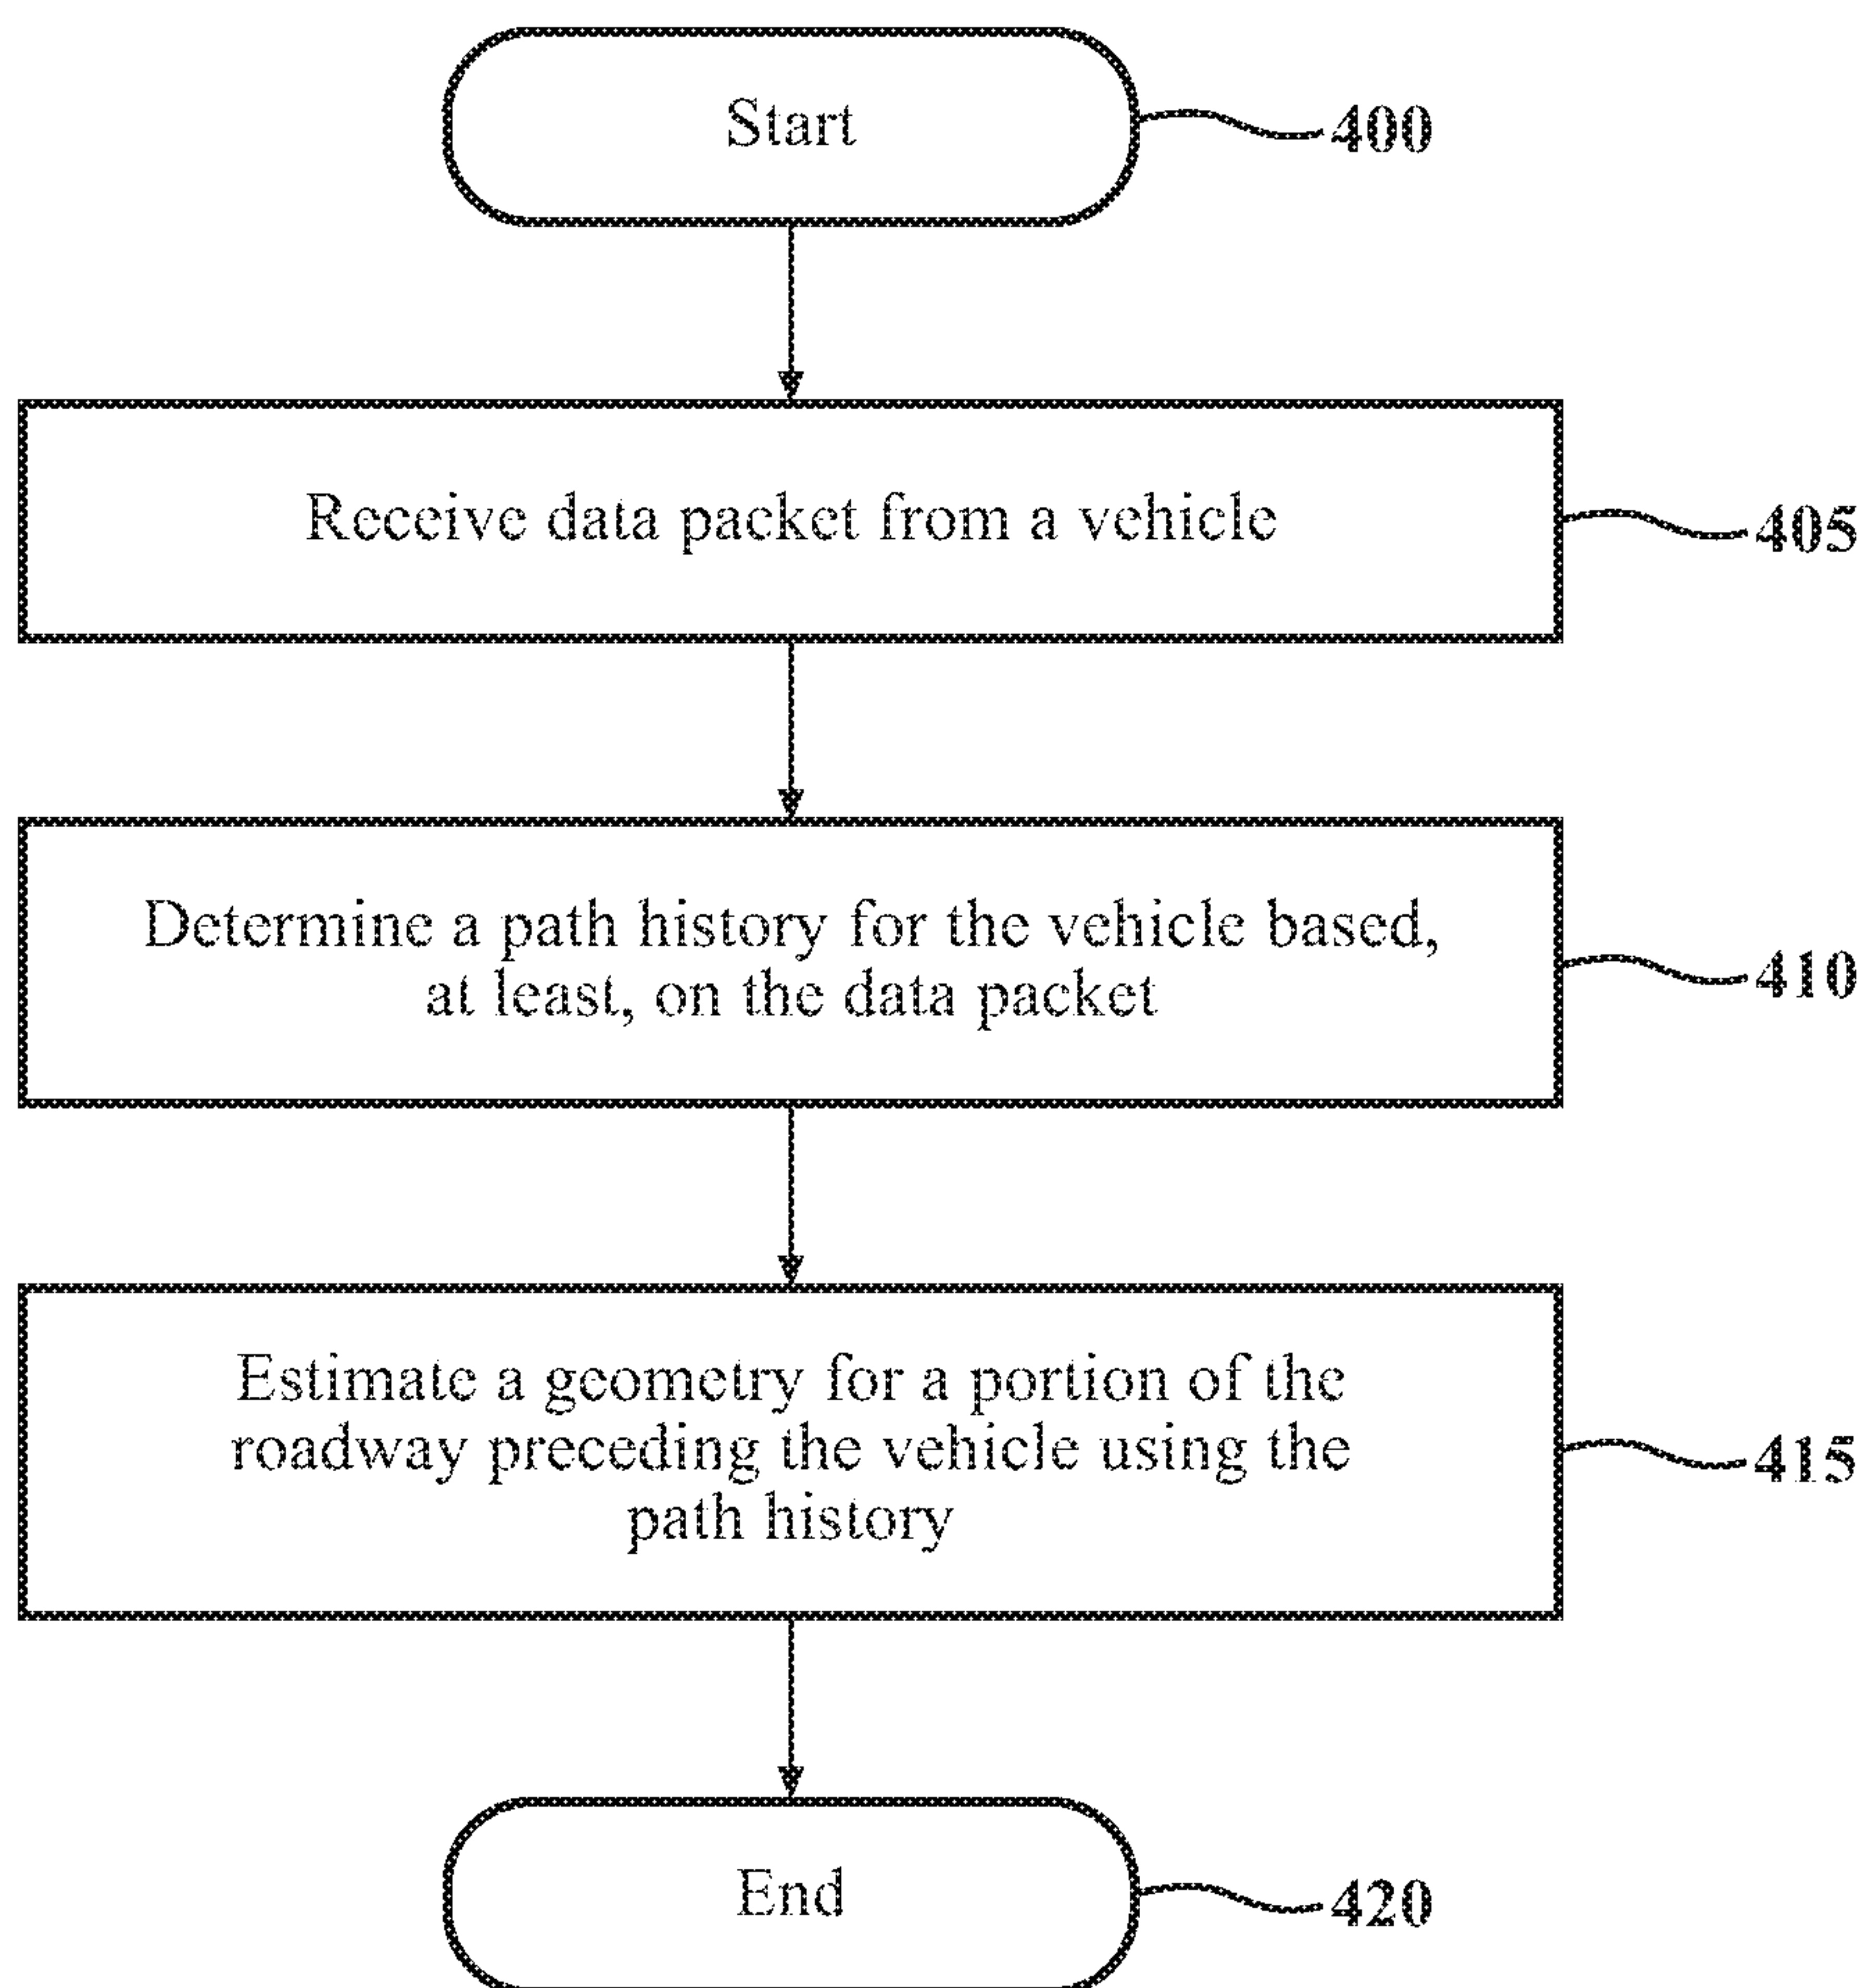 Start
400
Receive data packet from a vehicle
405
Determine a path history for the vehicle based,
at least, on the data packet
410
Estimate a geometry for a portion of the
roadway preceding the vehicle using the
path history
415
End
420